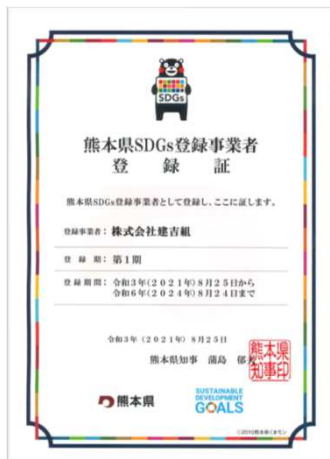 SDGs
熊本県SDGs登録事業者
登 録 証
熊本県SDGs登録事業者として登録し、ここに証します。
登録事業者: 株式会社建吉組
登 録 期: 第1期
登録期間: 令和3年(2021年)8月25日から
令和6年(2024年)8月24日まで
令和3年(2021年)8月25日
熊本県知事 蒲島 郁夫
熊本県
知事印
熊本県
SUSTAINABLE
DEVELOPMENT
GOALS
©2010熊本県くまモン